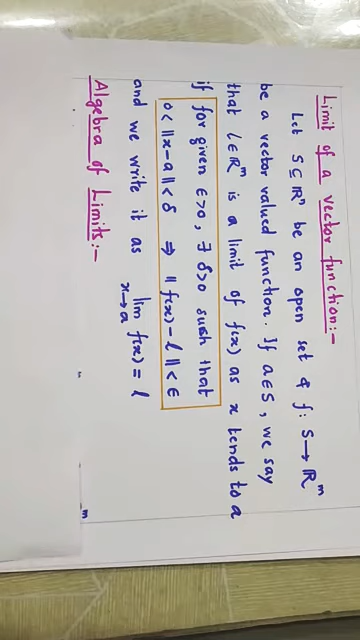 Limit of a vector function:-
Let S ⊆ ℝⁿ be an open set & f: S → ℝᵐ
be a vector valued function. If a ∈ S, we say
that l ∈ ℝᵐ is a limit of f(x) as x tends to a
if for given ϵ>0, ∃ δ>0 such that
0 < ||x-a|| < δ ⇒ || f(x) - l || < ϵ
and we write it as lim f(x) = l
x→a
Algebra of Limits:-
m